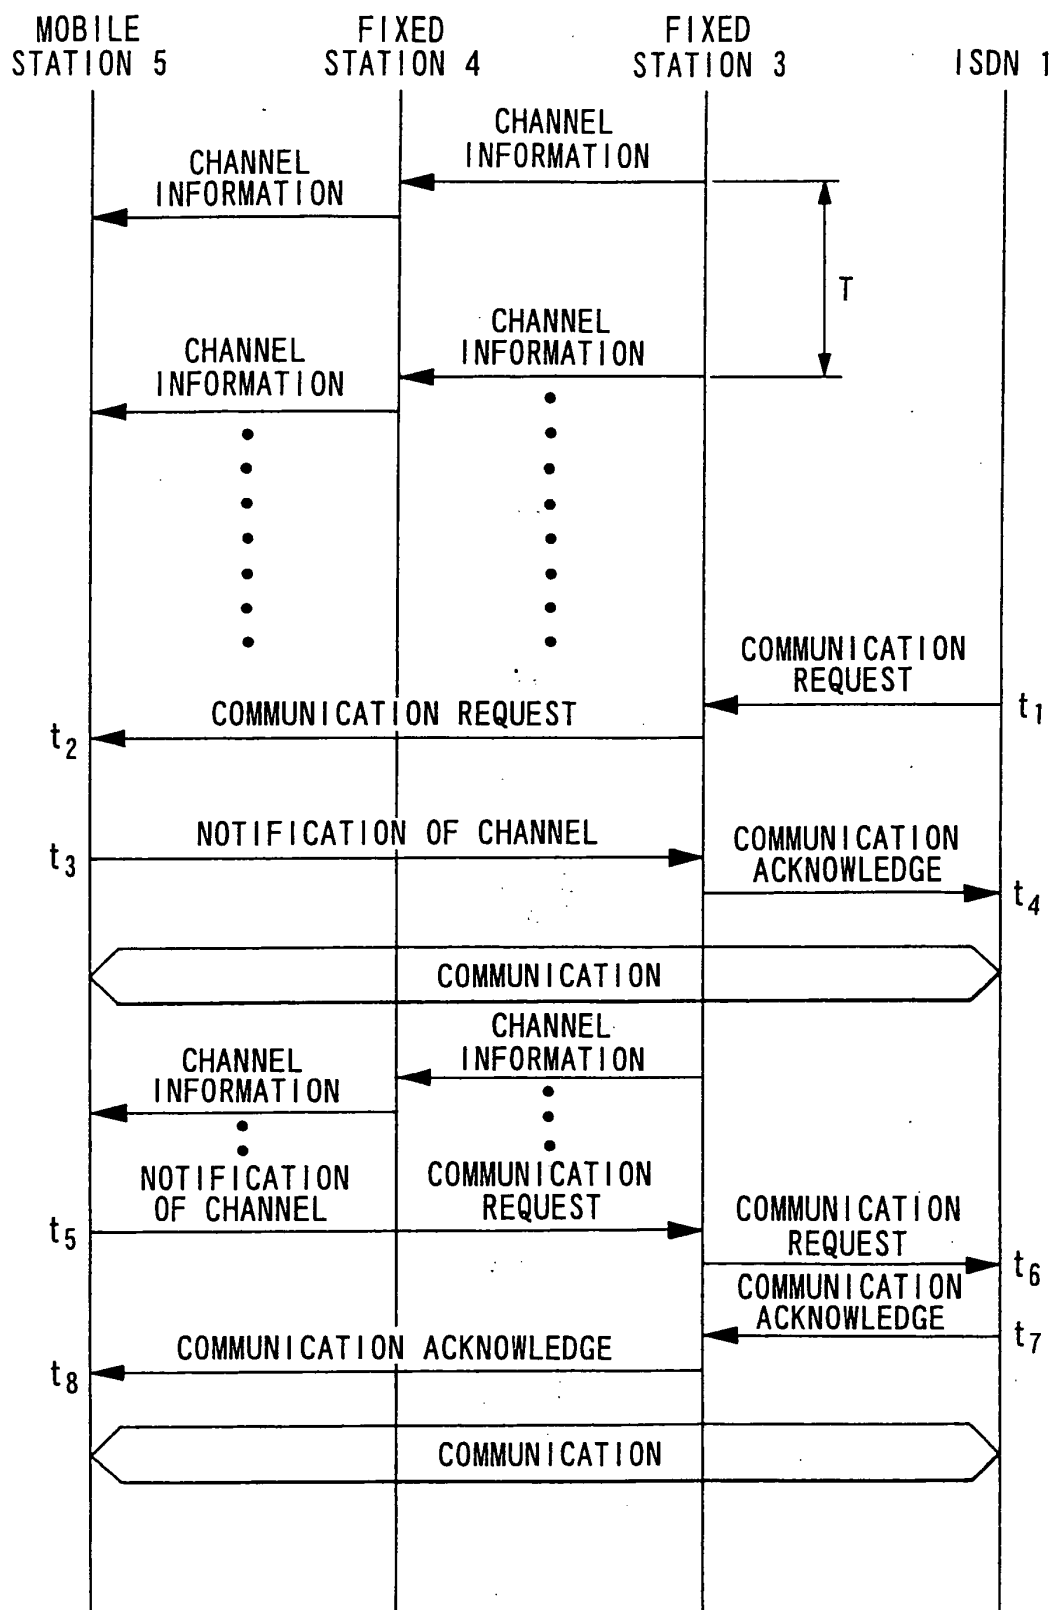 MOBILE
STATION 5
FIXED
STATION 4
FIXED
STATION 3
ISDN 1
CHANNEL
INFORMATION
CHANNEL
INFORMATION
T
CHANNEL
INFORMATION
CHANNEL
INFORMATION
COMMUNICATION
REQUEST
t1
COMMUNICATION REQUEST
t2
NOTIFICATION OF CHANNEL
t3
COMMUNICATION
ACKNOWLEDGE
t4
COMMUNICATION
CHANNEL
INFORMATION
CHANNEL
INFORMATION
NOTIFICATION
OF CHANNEL
COMMUNICATION
REQUEST
t5
COMMUNICATION
REQUEST
t6
COMMUNICATION
ACKNOWLEDGE
t7
COMMUNICATION ACKNOWLEDGE
t8
COMMUNICATION